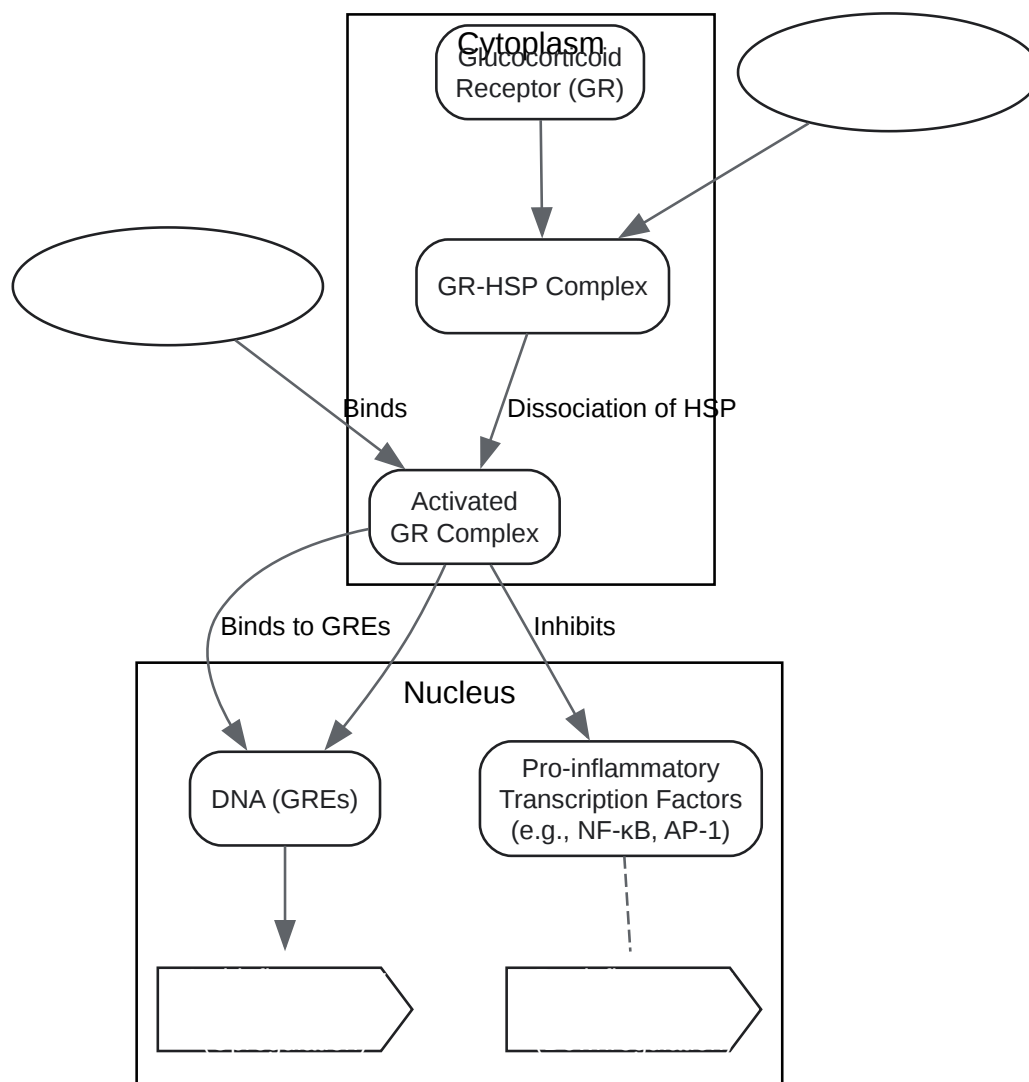 Cytoplasm
Glucocorticoid
Receptor (GR)
GR-HSP Complex
Binds
Dissociation of HSP
Activated
GR Complex
Binds to GREs
Inhibits
Nucleus
DNA (GREs)
Pro-inflammatory
Transcription Factors
(e.g., NF-κB, AP-1)